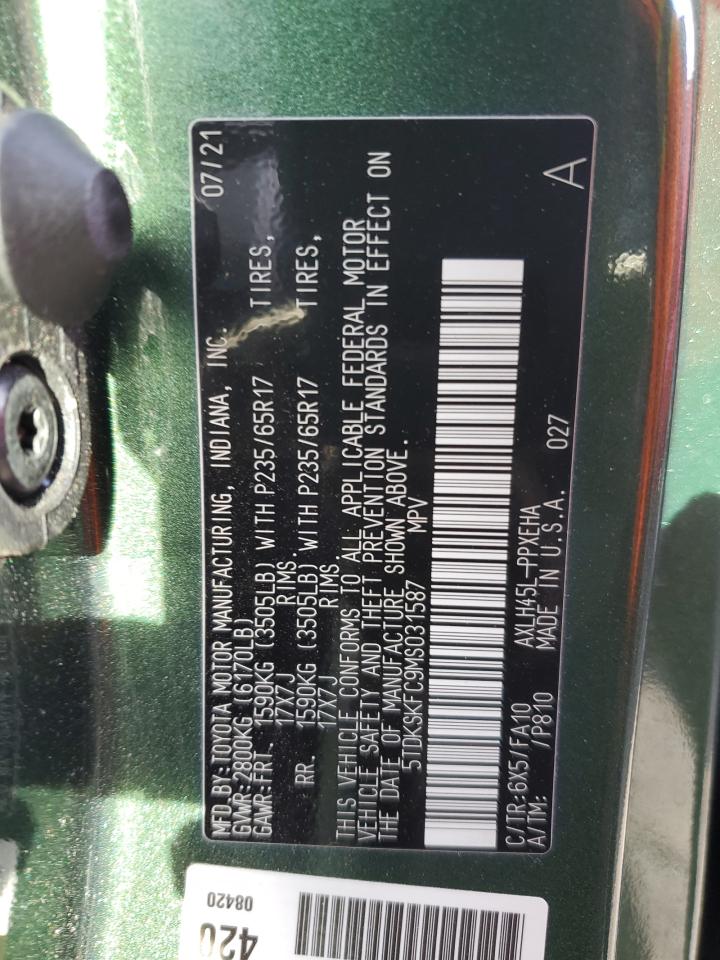 MFD BY: TOYOTA MOTOR MANUFACTURING, INDIANA, INC. 07/21
GVWR: 2800KG (6170LB)
GAWR: FRT. 1590KG (3505LB) WITH P235/65R17 TIRES,
17X7J RIMS
RR. 1590KG (3505LB) WITH P235/65R17 TIRES,
17X7J RIMS
THIS VEHICLE CONFORMS TO ALL APPLICABLE FEDERAL MOTOR
VEHICLE SAFETY AND THEFT PREVENTION STANDARDS IN EFFECT ON
THE DATE OF MANUFACTURE SHOWN ABOVE.
5TDKSKFC9MS031587 MPV
C/TR: 6X5/FA10 AXLH45L-PPXEHA 027
A/TM: /P810 MADE IN U.S.A. A
08420
420